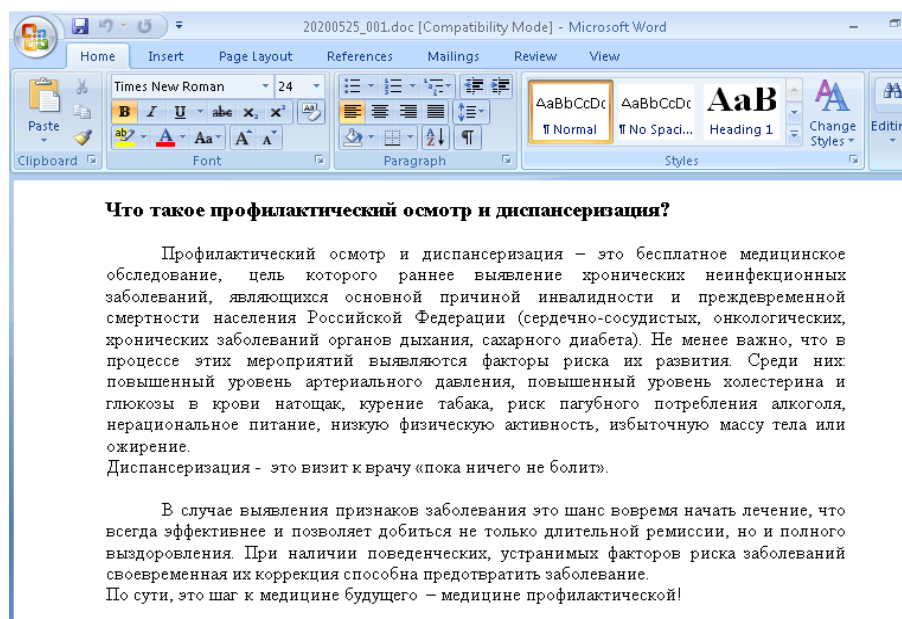 20200525_001.doc [Compatibility Mode] - Microsoft Word
Home Insert Page Layout References Mailings Review View
Paste
Times New Roman 24
B I U abc x₂ x²
Aa A A
AaBbCcDc AaBbCcDc AaB
¶ Normal ¶ No Spaci... Heading 1
Change Styles
Editin
Clipboard Font Paragraph Styles
Что такое профилактический осмотр и диспансеризация?
Профилактический осмотр и диспансеризация – это бесплатное медицинское
обследование, цель которого раннее выявление хронических неинфекционных
заболеваний, являющихся основной причиной инвалидности и преждевременной
смертности населения Российской Федерации (сердечно-сосудистых, онкологических,
хронических заболеваний органов дыхания, сахарного диабета). Не менее важно, что в
процессе этих мероприятий выявляются факторы риска их развития. Среди них:
повышенный уровень артериального давления, повышенный уровень холестерина и
глюкозы в крови натощак, курение табака, риск пагубного потребления алкоголя,
нерациональное питание, низкую физическую активность, избыточную массу тела или
ожирение.
Диспансеризация - это визит к врачу «пока ничего не болит».
В случае выявления признаков заболевания это шанс вовремя начать лечение, что
всегда эффективнее и позволяет добиться не только длительной ремиссии, но и полного
выздоровления. При наличии поведенческих, устранимых факторов риска заболеваний
своевременная их коррекция способна предотвратить заболевание.
По сути, это шаг к медицине будущего – медицине профилактической!